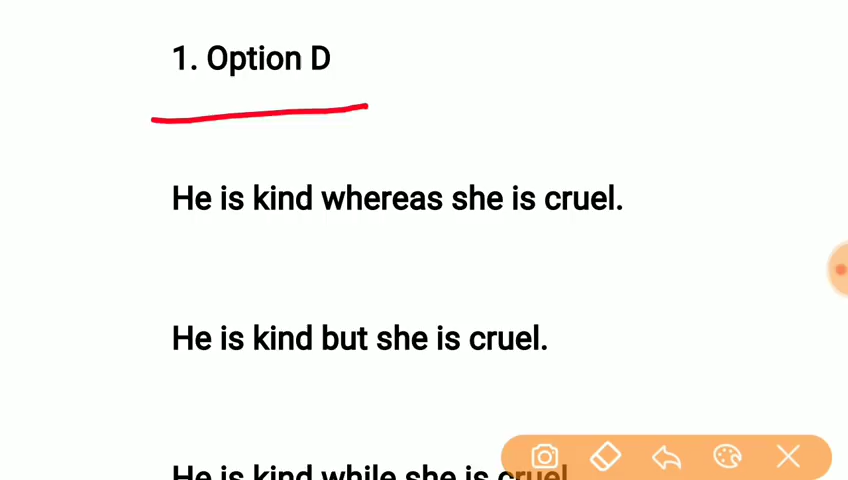 1. Option D
He is kind whereas she is cruel.
He is kind but she is cruel.
He is kind while she is cruel